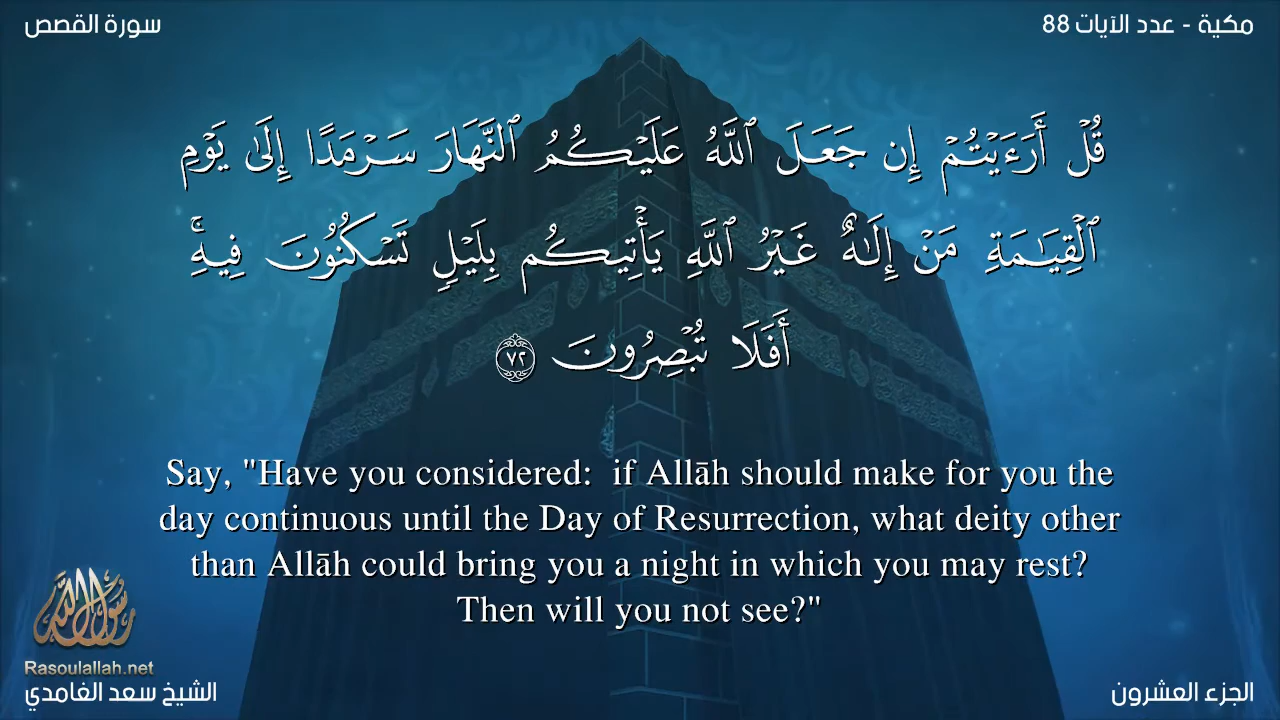 مكية - عدد الآيات 88
سورة القصص
قُلْ أَرَءَيْتُمْ إِن جَعَلَ ٱللَّهُ عَلَيْكُمُ ٱلنَّهَارَ سَرْمَدًا إِلَىٰ يَوْمِ
ٱلْقِيَـٰمَةِ مَنْ إِلَـٰهٌ غَيْرُ ٱللَّهِ يَأْتِيكُم بِلَيْلٍ تَسْكُنُونَ فِيهِ ۚ
أَفَلَا تُبْصِرُونَ ٧٢
Say, "Have you considered:  if Allāh should make for you the
day continuous until the Day of Resurrection, what deity other
than Allāh could bring you a night in which you may rest?
Then will you not see?"
رسول الله
Rasoulallah.net
الشيخ سعد الغامدي
الجزء العشرون